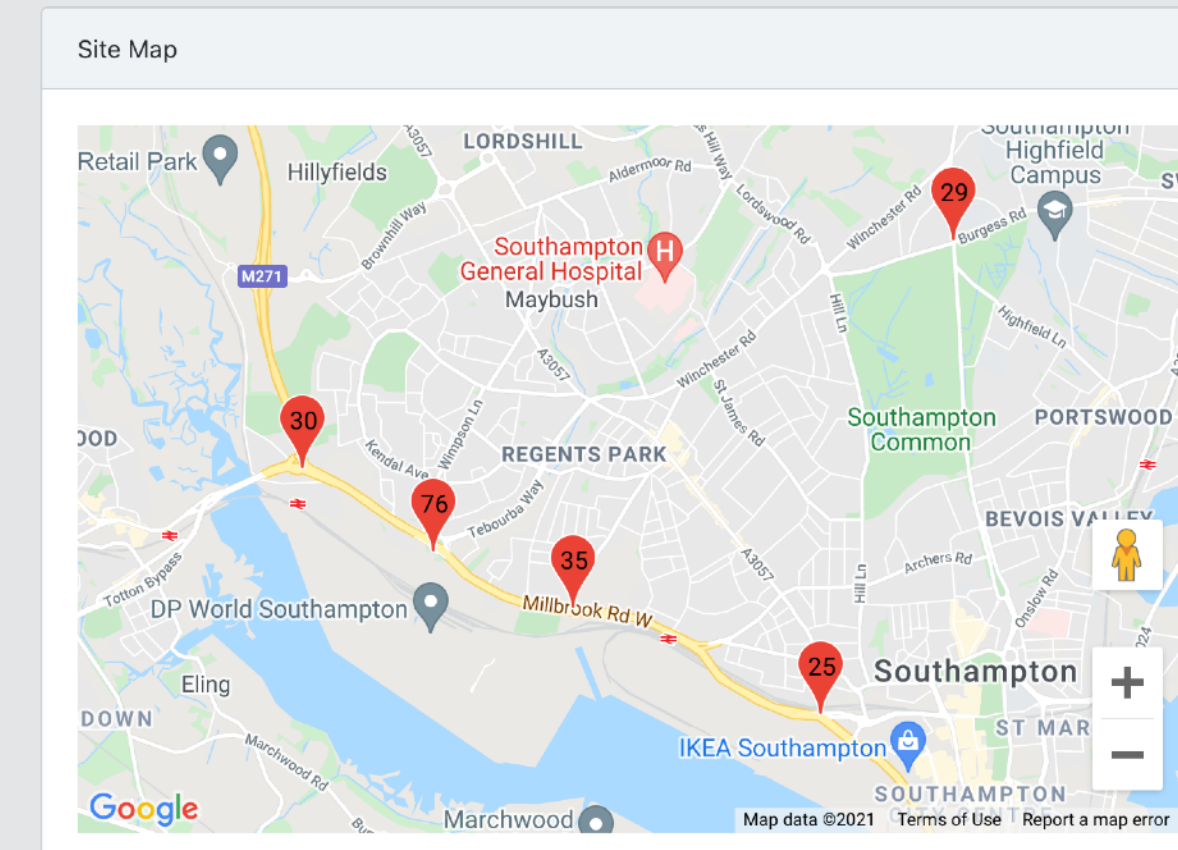 Site Map
Southampton
Highfield
Campus
LORDSHILL
A3057
Retail Park
Hillyfields
Aldermoor Rd
Hill Way
Lordswood Rd
Winchester Rd
29
Burgess Rd
Brownhill Way
Southampton
General Hospital
H
Maybush
M271
Hill Ln
Highfield Ln
A3057
Winchester Rd
St James Rd
30
Southampton
Common
PORTSWOOD
Wimpson Ln
Kendal Ave
REGENTS PARK
76
Tebourba Way
BEVOIS VALLEY
35
A3057
Archers Rd
Hill Ln
Onslow Rd
Totton Bypass
DP World Southampton
Millbrook Rd W
25
Southampton
Eling
DOWN
ST MAR
Marchwood Rd
IKEA Southampton
SOUTHAMPTON
CITY CENTRE
Google
Marchwood
Map data ©2021
Terms of Use
Report a map error